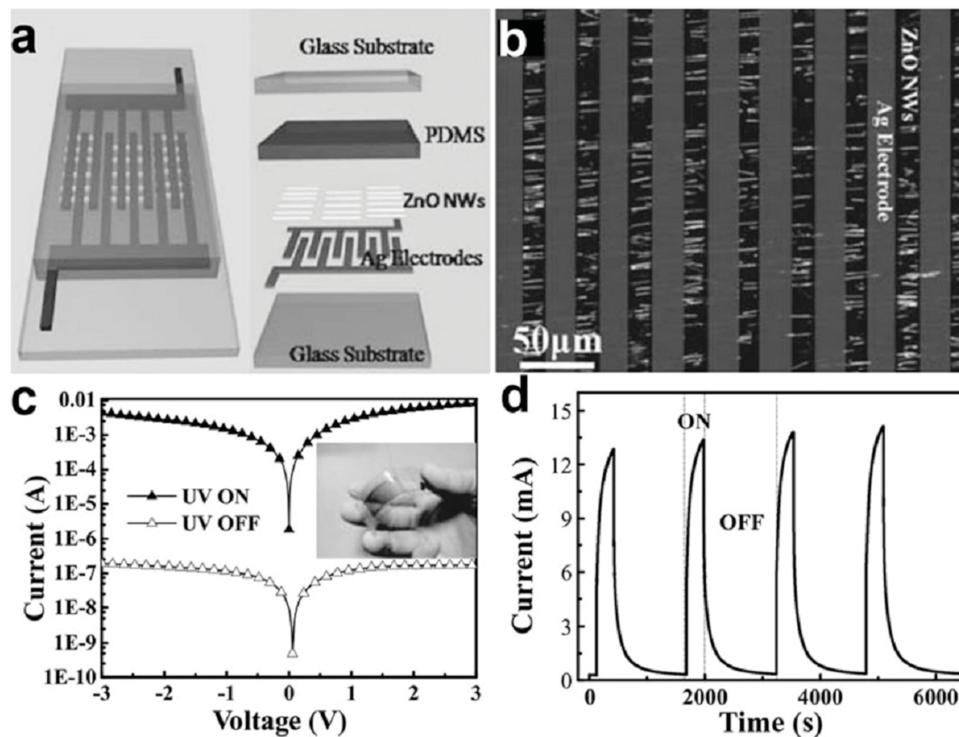 a
Glass Substrate
PDMS
ZnO NWs
Ag Electrodes
Glass Substrate
b
ZnO NWs
Ag Electrode
50μm
c
0.01
1E-3
1E-4
1E-5
1E-6
1E-7
1E-8
1E-9
1E-10
Current (A)
UV ON
UV OFF
-3
-2
-1
0
1
2
3
Voltage (V)
d
15
12
9
6
3
0
Current (mA)
ON
OFF
0
2000
4000
6000
Time (s)